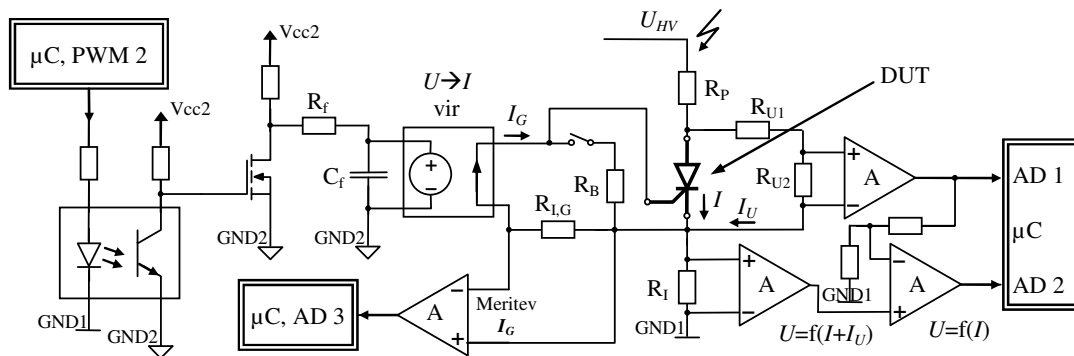 µC, PWM 2
Vcc2
Vcc2
GND1
GND2
GND2
R_f
C_f
GND2
U→I
vir
I_G
R_B
R_I,G
A
Meritev
I_G
µC, AD 3
U_HV
R_P
DUT
R_U1
R_U2
I
I_U
R_I
GND1
A
A
GND1
A
U=f(I+I_U)
U=f(I)
AD 1
µC
AD 2